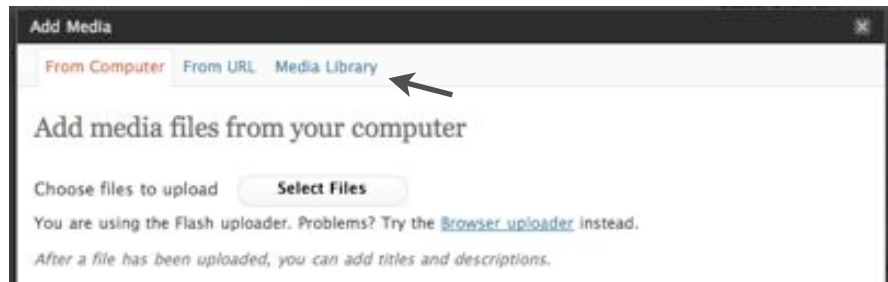 Add Media
From Computer From URL Media Library
Add media files from your computer
Choose files to upload Select Files
You are using the Flash uploader. Problems? Try the Browser uploader instead.
After a file has been uploaded, you can add titles and descriptions.